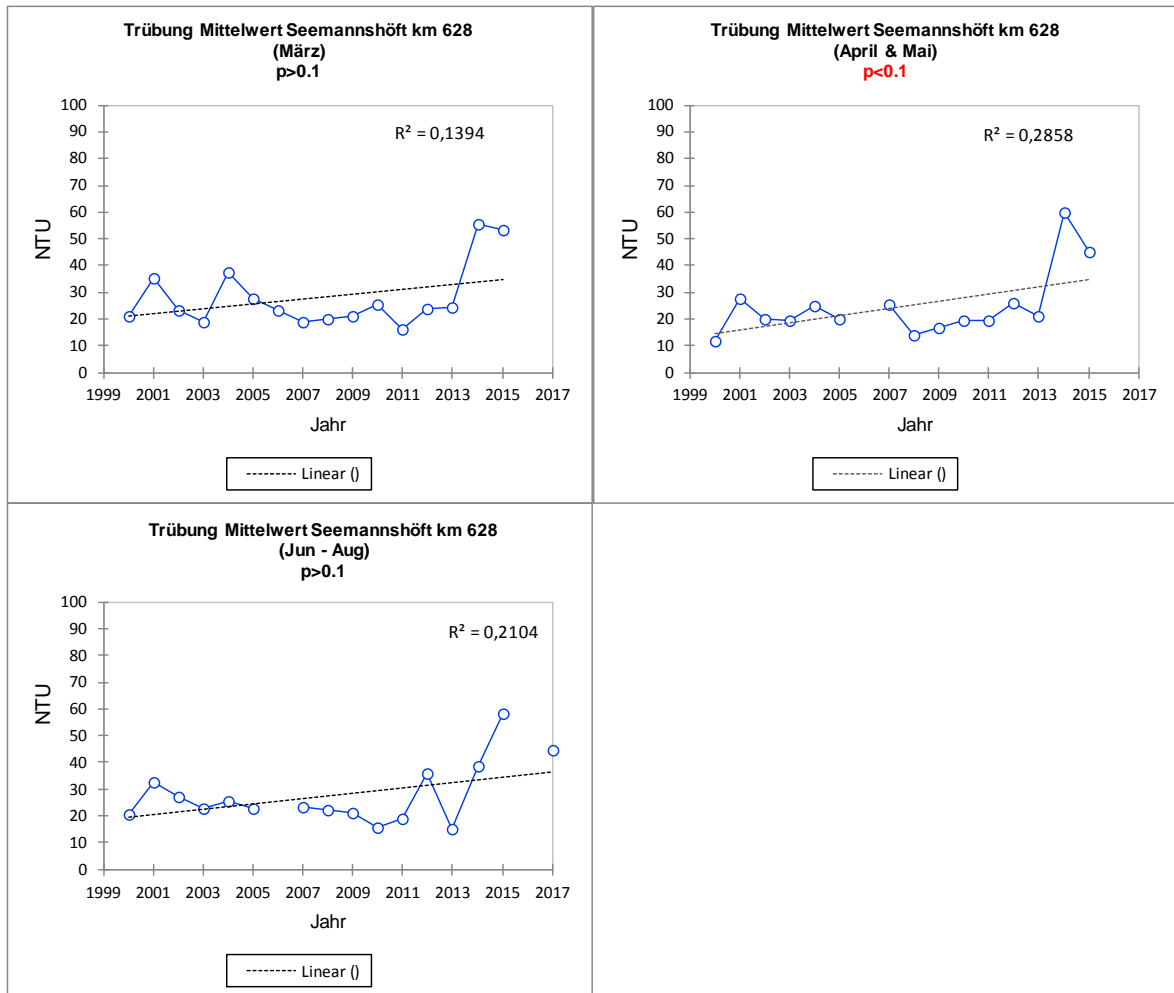 Trübung Mittelwert Seemannshöft km 628
(März)
p>0.1
100
90
80
70
60
50
40
30
20
10
0
NTU
R² = 0,1394
1999 2001 2003 2005 2007 2009 2011 2013 2015 2017
Jahr
Linear ()
Trübung Mittelwert Seemannshöft km 628
(April & Mai)
p<0.1
100
90
80
70
60
50
40
30
20
10
0
NTU
R² = 0,2858
1999 2001 2003 2005 2007 2009 2011 2013 2015 2017
Jahr
Linear ()
Trübung Mittelwert Seemannshöft km 628
(Jun - Aug)
p>0.1
100
90
80
70
60
50
40
30
20
10
0
NTU
R² = 0,2104
1999 2001 2003 2005 2007 2009 2011 2013 2015 2017
Jahr
Linear ()